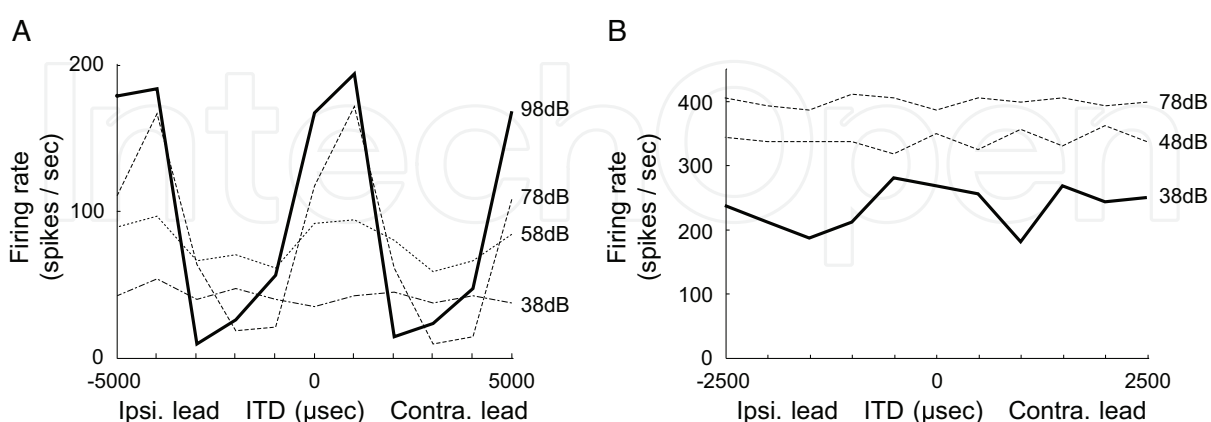 A
Firing rate
(spikes / sec)
200
100
0
98dB
78dB
58dB
38dB
-5000 0 5000
Ipsi. lead ITD (μsec) Contra. lead
B
Firing rate
(spikes / sec)
400
300
200
100
0
78dB
48dB
38dB
-2500 0 2500
Ipsi. lead ITD (μsec) Contra. lead
IntechOpen